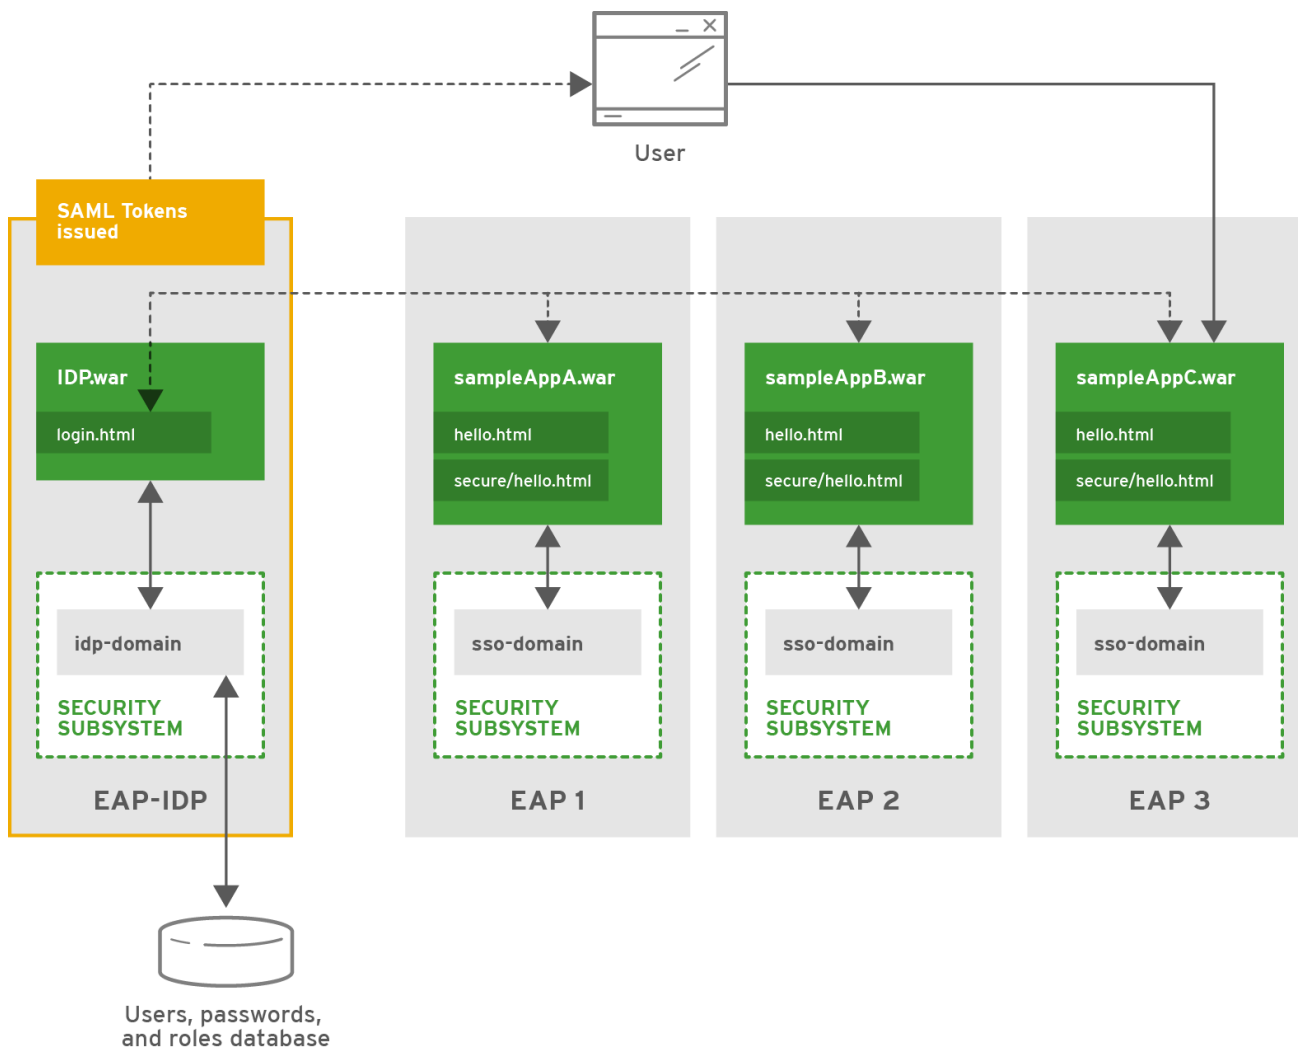 User
SAML Tokens
issued
IDP.war
login.html
idp-domain
SECURITY
SUBSYSTEM
EAP-IDP
sampleAppA.war
hello.html
secure/hello.html
sso-domain
SECURITY
SUBSYSTEM
EAP 1
sampleAppB.war
hello.html
secure/hello.html
sso-domain
SECURITY
SUBSYSTEM
EAP 2
sampleAppC.war
hello.html
secure/hello.html
sso-domain
SECURITY
SUBSYSTEM
EAP 3
Users, passwords,
and roles database